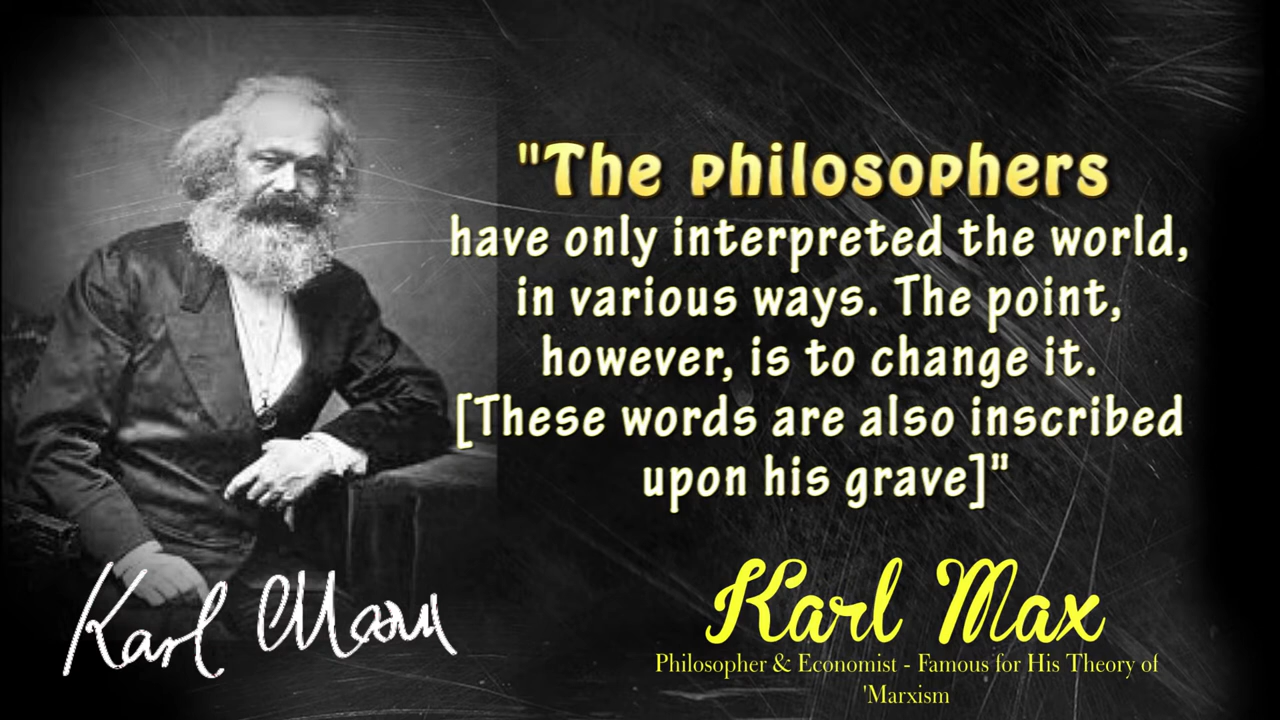 "The philosophers
have only interpreted the world,
in various ways. The point,
however, is to change it.
[These words are also inscribed
upon his grave]"
Karl Marx
Karl Max
Philosopher & Economist - Famous for His Theory of
'Marxism